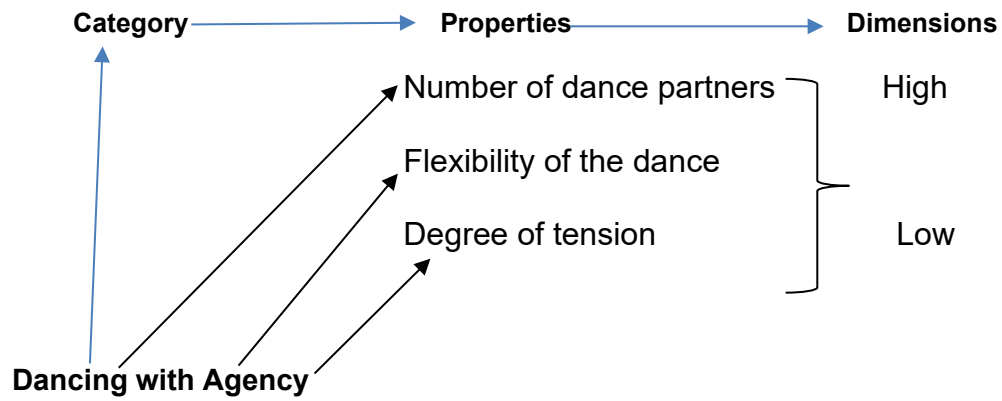 Category Properties Dimensions
Number of dance partners High
Flexibility of the dance
Degree of tension Low
Dancing with Agency